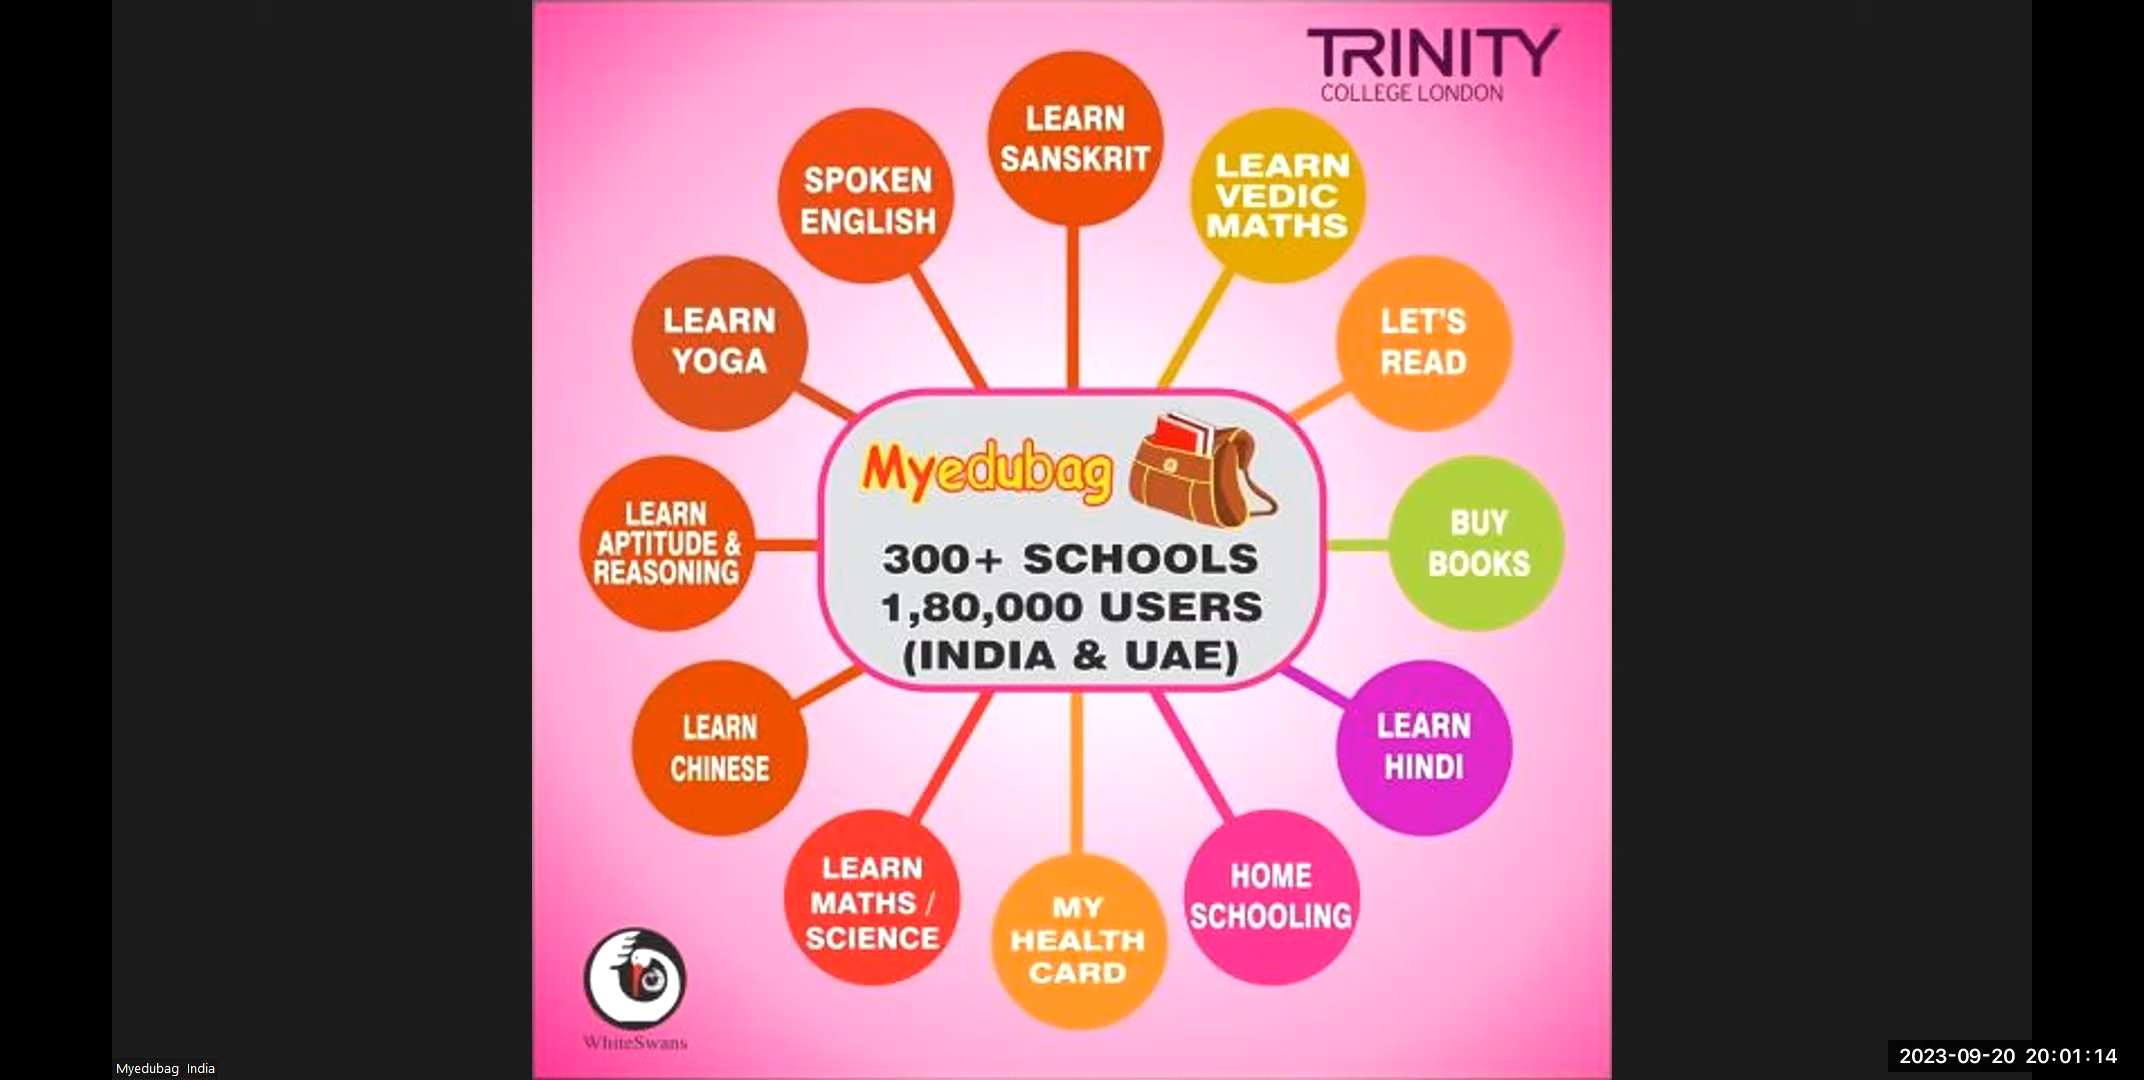 TRINITY
COLLEGE LONDON
LEARN
SANSKRIT
SPOKEN
ENGLISH
LEARN
VEDIC
MATHS
LEARN
YOGA
LET'S
READ
Myedubag
300+ SCHOOLS
1,80,000 USERS
(INDIA & UAE)
LEARN
APTITUDE &
REASONING
BUY
BOOKS
LEARN
CHINESE
LEARN
HINDI
LEARN
MATHS /
SCIENCE
MY
HEALTH
CARD
HOME
SCHOOLING
WhiteSwans
Myedubag India
2023-09-20 20:01:14